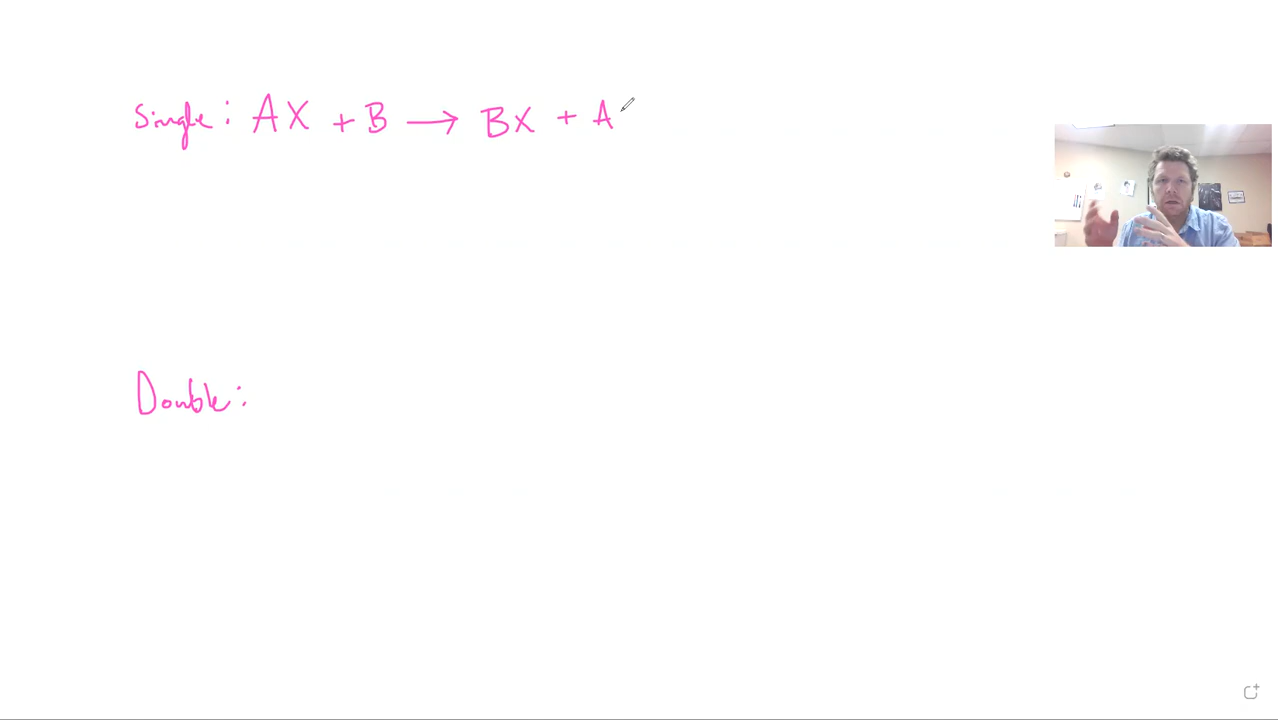 Single: AX + B → BX + A
Double: